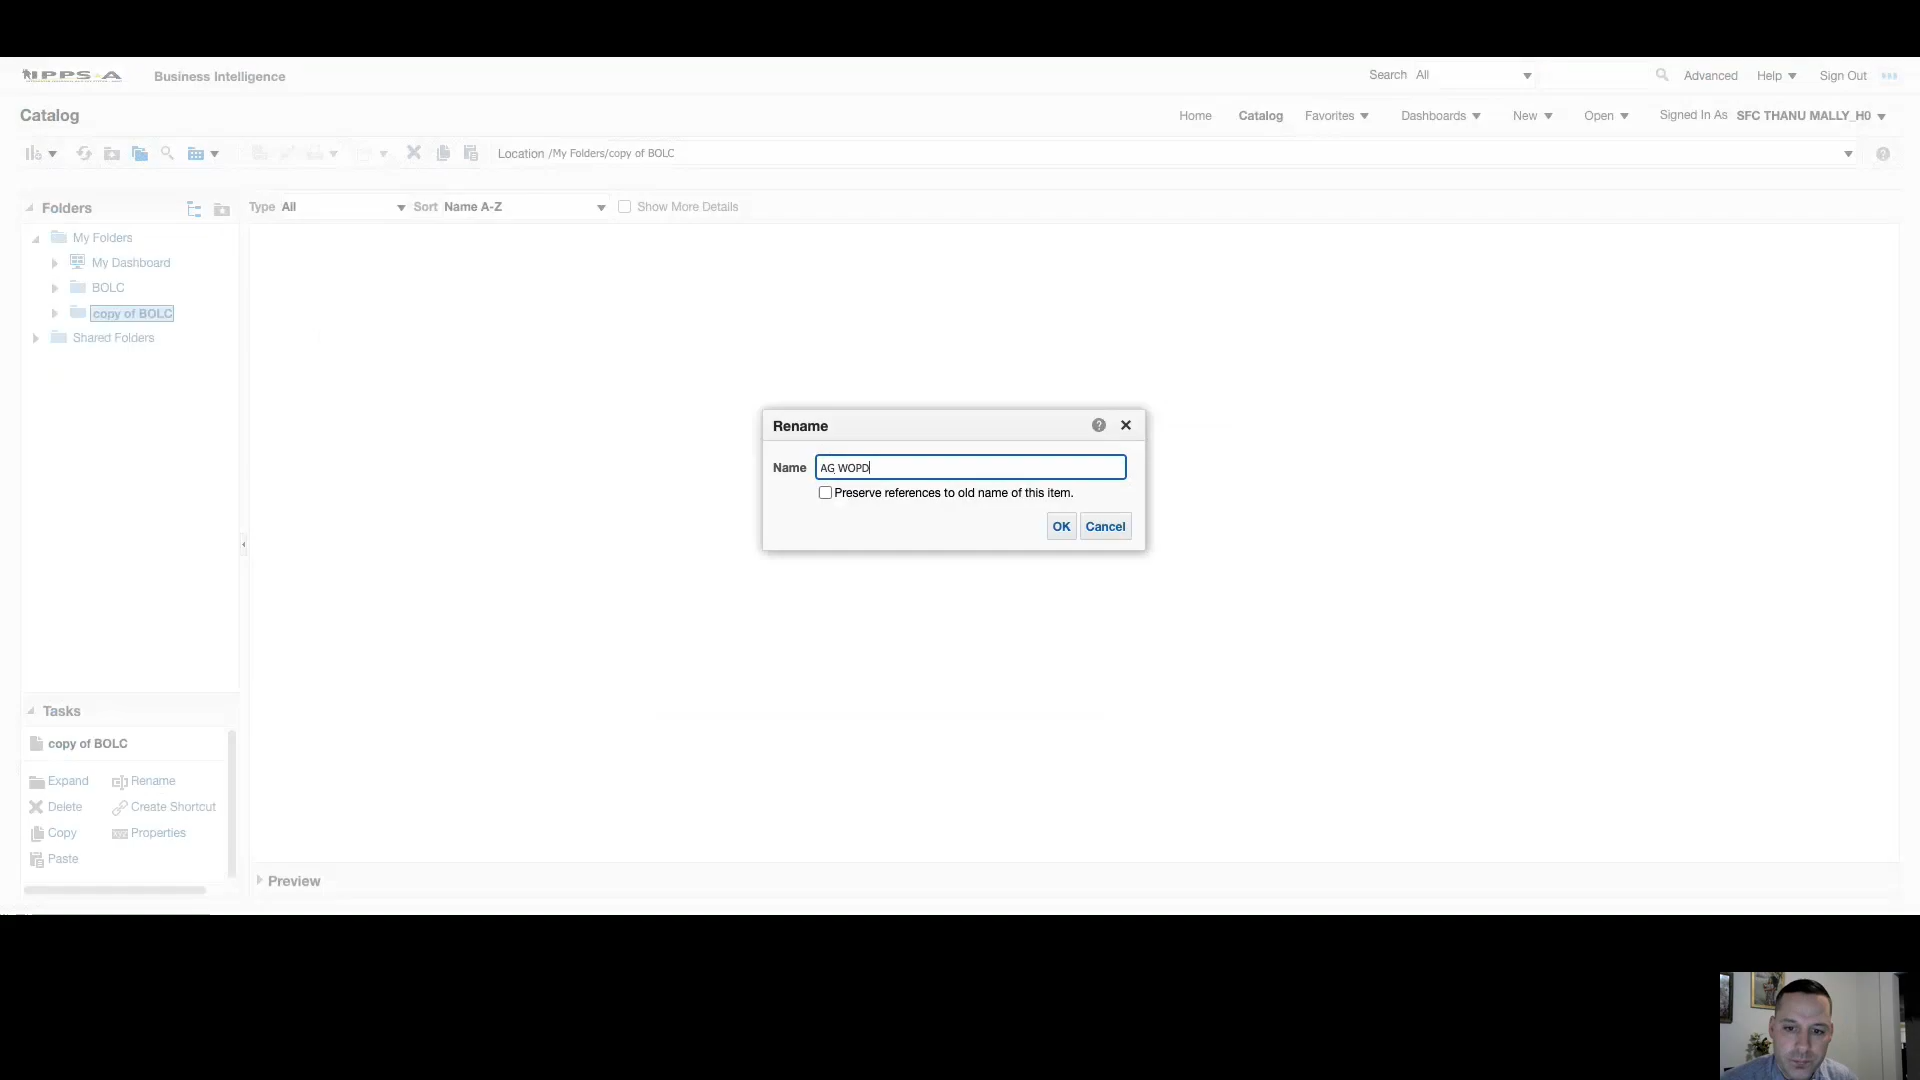 IPPS-A Business Intelligence Search All Advanced Help Sign Out
Catalog Home Catalog Favorites Dashboards New Open Signed In As SFC THANU MALLY_H0
Location /My Folders/copy of BOLC
Folders Type All Sort Name A-Z Show More Details
My Folders
My Dashboard
BOLC
copy of BOLC
Shared Folders
Rename
Name AG WOPD
Preserve references to old name of this item.
OK Cancel
Tasks
copy of BOLC
Expand Rename
Delete Create Shortcut
Copy Properties
Paste
Preview